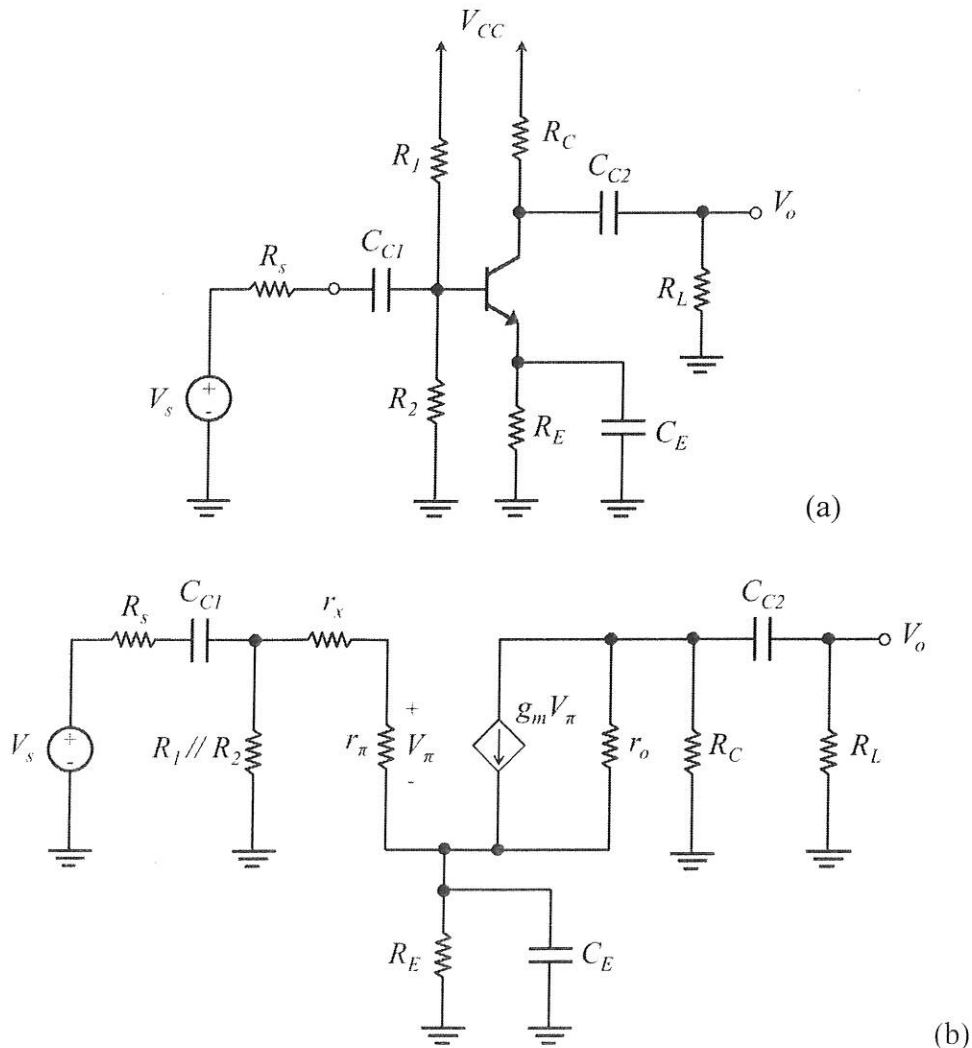 V_CC
R_1
R_C
C_C2
V_o
C_C1
R_s
R_L
V_s
+
-
R_2
R_E
C_E
(a)
R_s
C_C1
r_x
C_C2
V_o
+
g_m V_π
V_s
+
-
R_1 // R_2
r_π
V_π
r_o
R_C
R_L
-
R_E
C_E
(b)